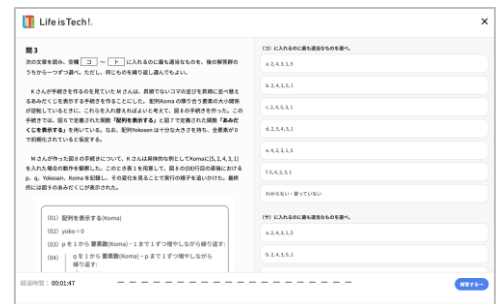 Life is Tech!.
問3
次の文章を読み、空欄 コ ～ ト に入れるのに最も適当なものを、後の解答群の
うちから一つずつ選べ。ただし、同じものを繰り返し選んでもよい。
Kさんが手続きを作るのを見ていたMさんは、昇順でないコマの並びを昇順に並べ替え
るあみだくじを表示する手続きを作ることにした。配列Komaの隣り合う要素の大小関係
が逆転しているときに、これらを入れ替えればよいと考えて、図8の手続きを作った。この
手続きでは、図6で定義された関数「配列を表示する」と図7で定義された関数「あみだ
くじを表示する」を用いている。なお、配列Yokosenは十分な大きさを持ち、全要素が0
で初期化されていると仮定する。
Mさんが作った図8の手続きについて、Kさんは具体的な例としてKomaに[5, 2, 4, 3, 1]
を入れた場合の動作を観察した。このとき表1を用意して、図8の(08)行目の直後における
p、q、Yokosen、Komaを記録し、その変化を見ることで実行の様子を追いかけた。最終
的には図9のあみだくじが表示された。
(01) 配列を表示する(Koma)
(02) yoko = 0
(03) p を 1 から 要素数(Koma) - 1 まで 1 ずつ増やしながら繰り返す:
(04) q を 1 から 要素数(Koma) - p まで 1 ずつ増やしながら
繰り返す:
経過時間： 00:01:47
(コ) に入れるのに最も適当なものを選べ。
a. 2, 4, 3, 1, 5
b. 2, 4, 3, 5, 1
c. 2, 4, 5, 3, 1
d. 2, 5, 4, 3, 1
e. 4, 2, 3, 1, 5
f. 5, 4, 2, 3, 1
わからない・習っていない
(サ) に入れるのに最も適当なものを選べ。
a. 2, 4, 3, 1, 5
b. 2, 4, 3, 5, 1
解答する→